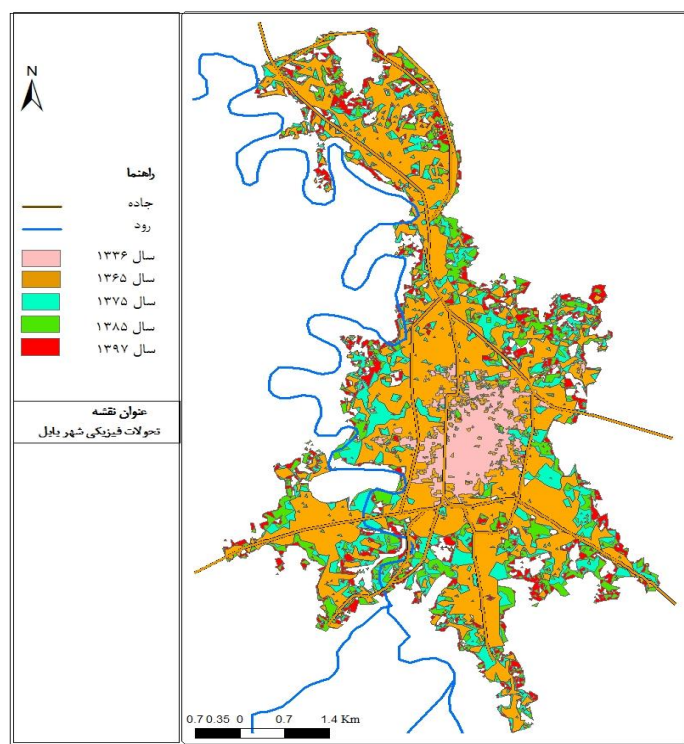 N
راهنما
جاده
رود
سال ۱۳۳۶
سال ۱۳۶۵
سال ۱۳۷۵
سال ۱۳۸۵
سال ۱۳۹۷
عنوان نقشه
تحولات فیزیکی شهر بابل
0.7 0.35 0 0.7 1.4 Km